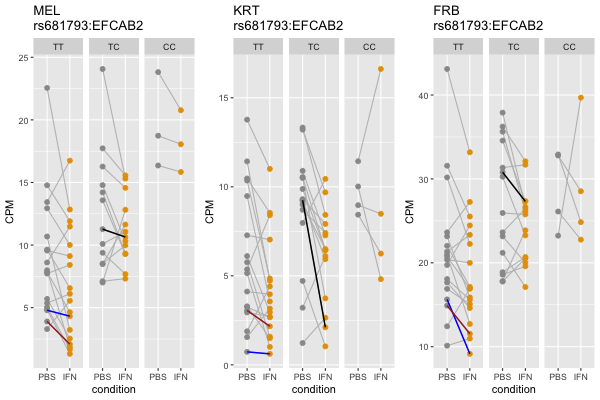 MEL
rs681793:EFCAB2
TT TC CC
CPM
25
20
15
10
5
PBS IFN PBS IFN PBS IFN
condition
KRT
rs681793:EFCAB2
TT TC CC
CPM
15
10
5
0
PBS IFN PBS IFN PBS IFN
condition
FRB
rs681793:EFCAB2
TT TC CC
CPM
40
30
20
10
PBS IFN PBS IFN PBS IFN
condition